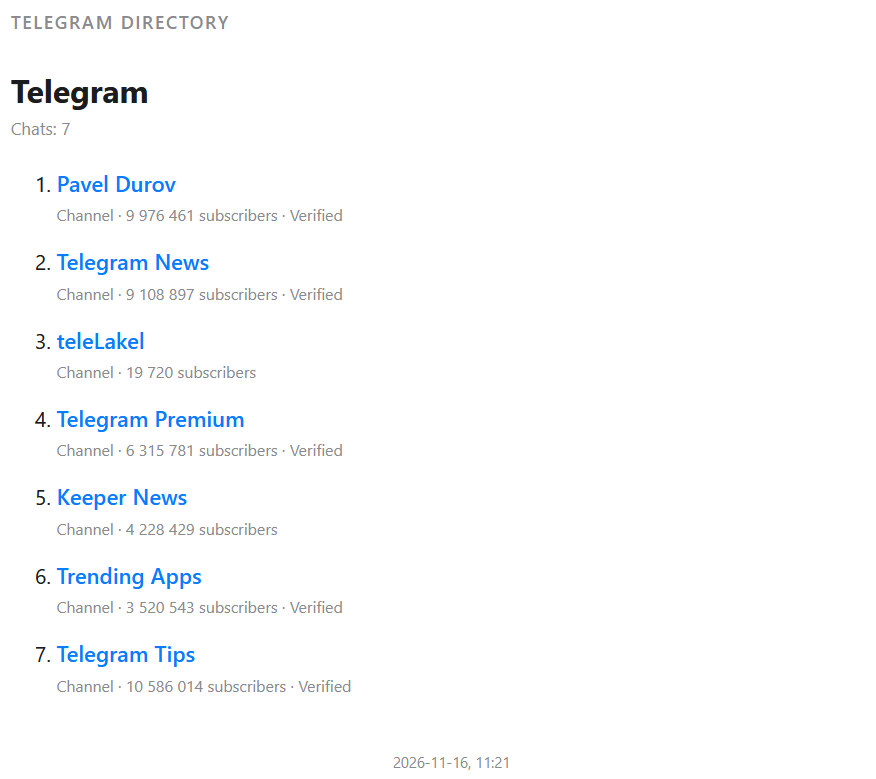 TELEGRAM DIRECTORY
Telegram
Chats: 7
1. Pavel Durov
Channel · 9 976 461 subscribers · Verified
2. Telegram News
Channel · 9 108 897 subscribers · Verified
3. teleLakel
Channel · 19 720 subscribers
4. Telegram Premium
Channel · 6 315 781 subscribers · Verified
5. Keeper News
Channel · 4 228 429 subscribers
6. Trending Apps
Channel · 3 520 543 subscribers · Verified
7. Telegram Tips
Channel · 10 586 014 subscribers · Verified
2026-11-16, 11:21